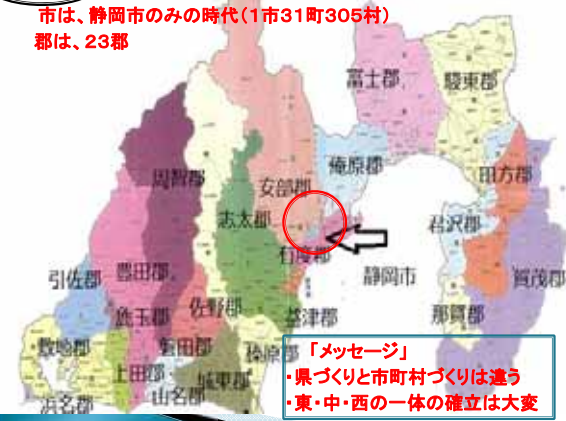 市は、静岡市のみの時代(1市31町305村)
郡は、23郡
富士郡
駿東郡
庵原郡
周智郡
安部郡
田方郡
志太郡
君沢郡
有度郡
引佐郡
豊田郡
静岡市
賀茂郡
鹿玉郡
佐野郡
益津郡
那賀郡
敷地郡
磐田郡
榛原郡
上田郡
城東郡
浜名郡
山名郡
「メッセージ」
・県づくりと市町村づくりは違う
・東・中・西の一体の確立は大変